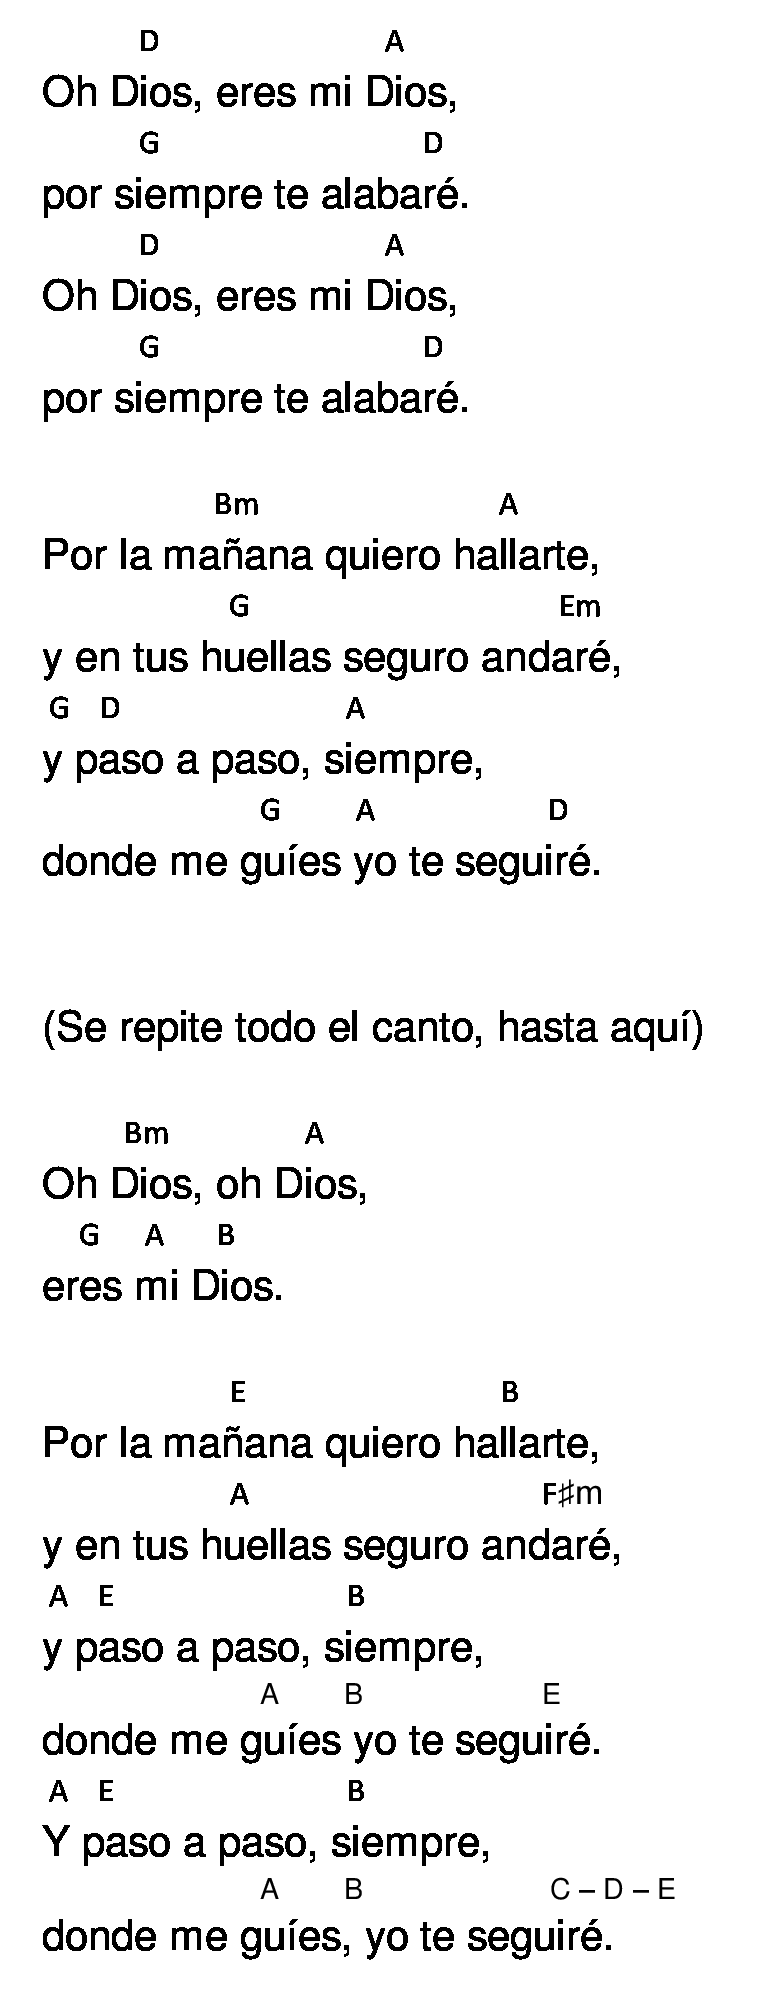 D A
Oh Dios, eres mi Dios,
G D
por siempre te alabaré.
D A
Oh Dios, eres mi Dios,
G D
por siempre te alabaré.
Bm A
Por la mañana quiero hallarte,
G Em
y en tus huellas seguro andaré,
G D A
y paso a paso, siempre,
G A D
donde me guíes yo te seguiré.
(Se repite todo el canto, hasta aquí)
Bm A
Oh Dios, oh Dios,
G A B
eres mi Dios.
E B
Por la mañana quiero hallarte,
A F♯m
y en tus huellas seguro andaré,
A E B
y paso a paso, siempre,
A B E
donde me guíes yo te seguiré.
A E B
Y paso a paso, siempre,
A B C – D – E
donde me guíes, yo te seguiré.